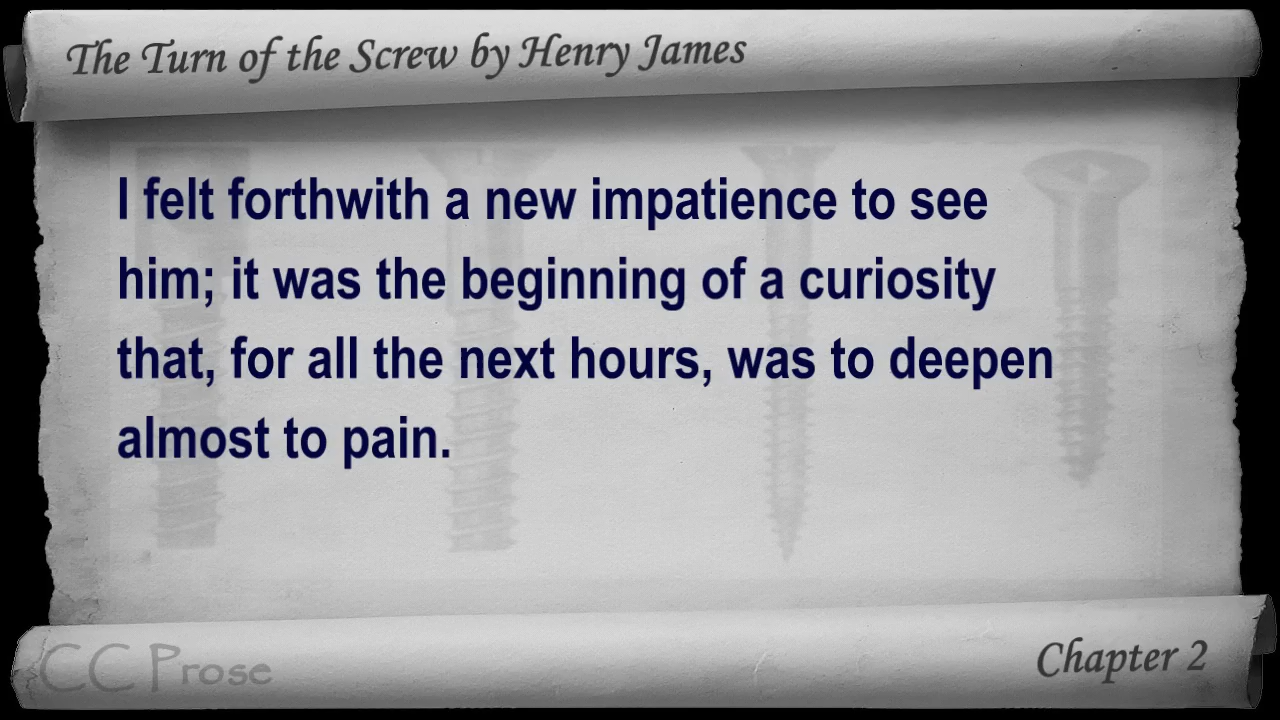 The Turn of the Screw by Henry James
I felt forthwith a new impatience to see
him; it was the beginning of a curiosity
that, for all the next hours, was to deepen
almost to pain.
CC Prose
Chapter 2